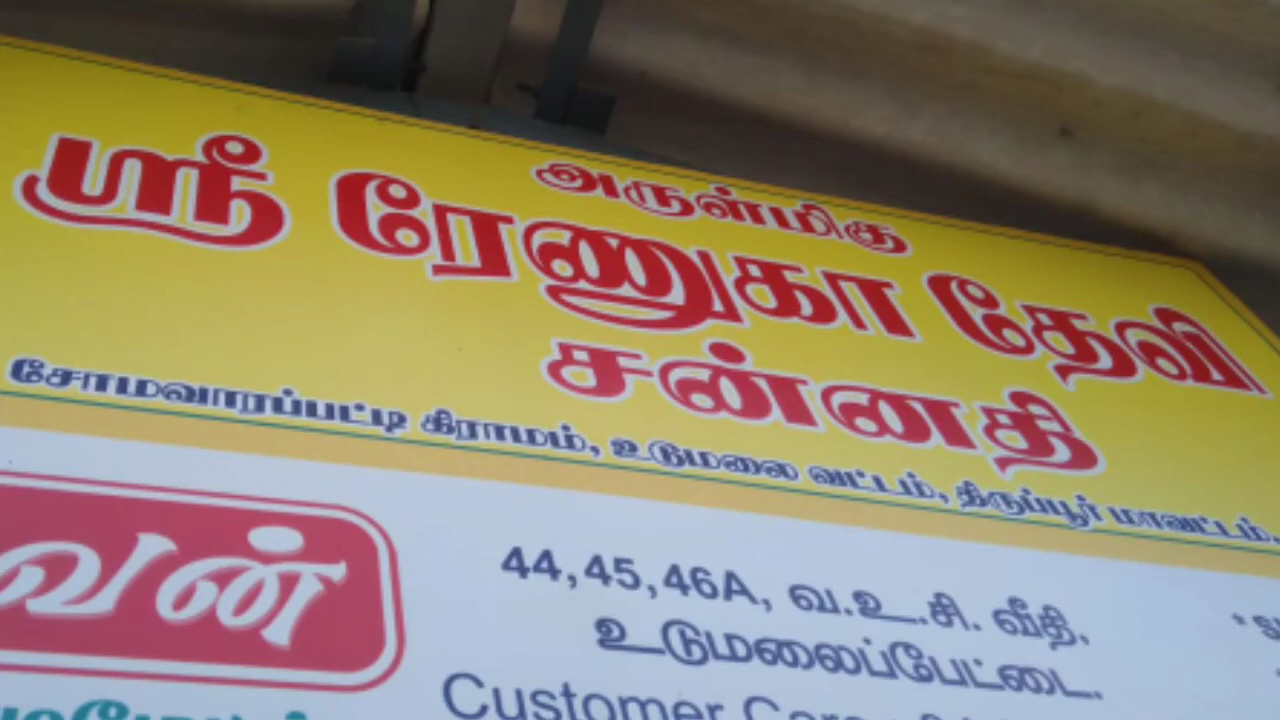 அருள்மிகு
ஸ்ரீ ரேணுகா தேவி
சன்னதி
சோமவாரப்பட்டி கிராமம், உடுமலை வட்டம், திருப்பூர் மாவட்டம்.
வன்
44,45,46A, வ.உ.சி. வீதி,
உடுமலைப்பேட்டை.
Customer